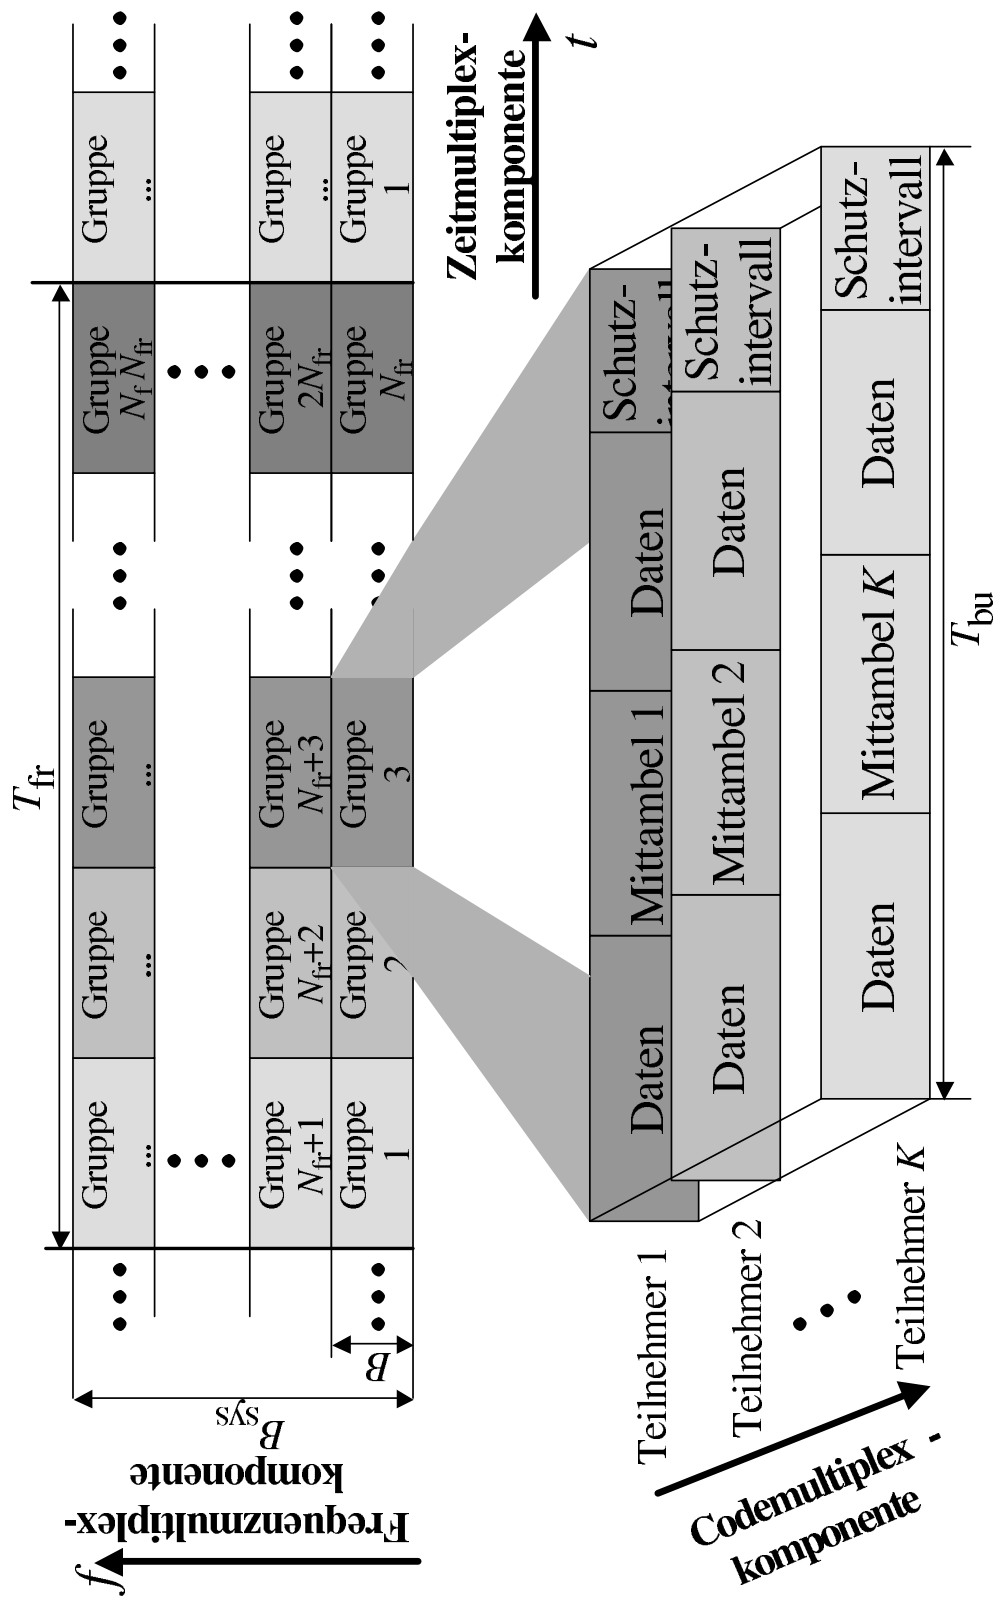 f
Frequenzmultiplex-
komponente
B_sys
B
T_fr
Gruppe
...
Gruppe
...
Gruppe
...
Gruppe
N_f N_fr
Gruppe
...
Gruppe
N_fr+1
Gruppe
N_fr+2
Gruppe
N_fr+3
Gruppe
2N_fr
Gruppe
...
Gruppe
1
Gruppe
2
Gruppe
3
Gruppe
N_fr
Gruppe
1
Zeitmultiplex-
komponente
t
Teilnehmer 1
Daten
Mittambel 1
Daten
Schutz-
intervall
Teilnehmer 2
Daten
Mittambel 2
Daten
Schutz-
intervall
Teilnehmer K
Daten
Mittambel K
Daten
Schutz-
intervall
T_bu
Codemultiplex -
komponente